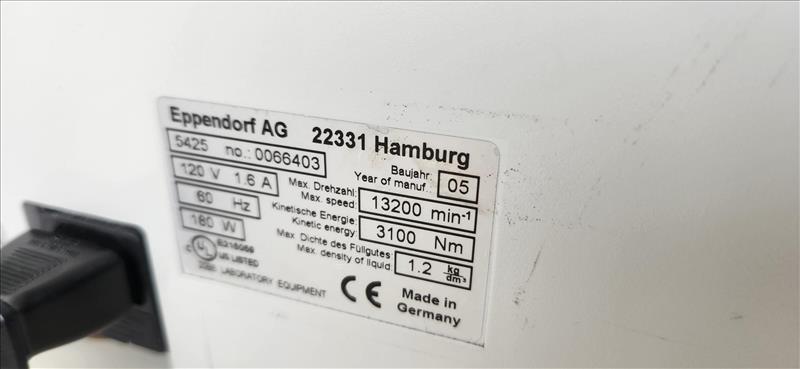 Eppendorf AG 22331 Hamburg
5425 no.: 0066403
Baujahr:
Year of manuf.: 05
120 V 1.6 A
Max. Drehzahl:
Max. speed: 13200 min-1
60 Hz
Kinetische Energie:
Kinetic energy: 3100 Nm
180 W
Max. Dichte des Füllgutes:
Max. density of liquid: 1.2 kg/dm³
c UL US LISTED
LABORATORY EQUIPMENT
CE
Made in
Germany